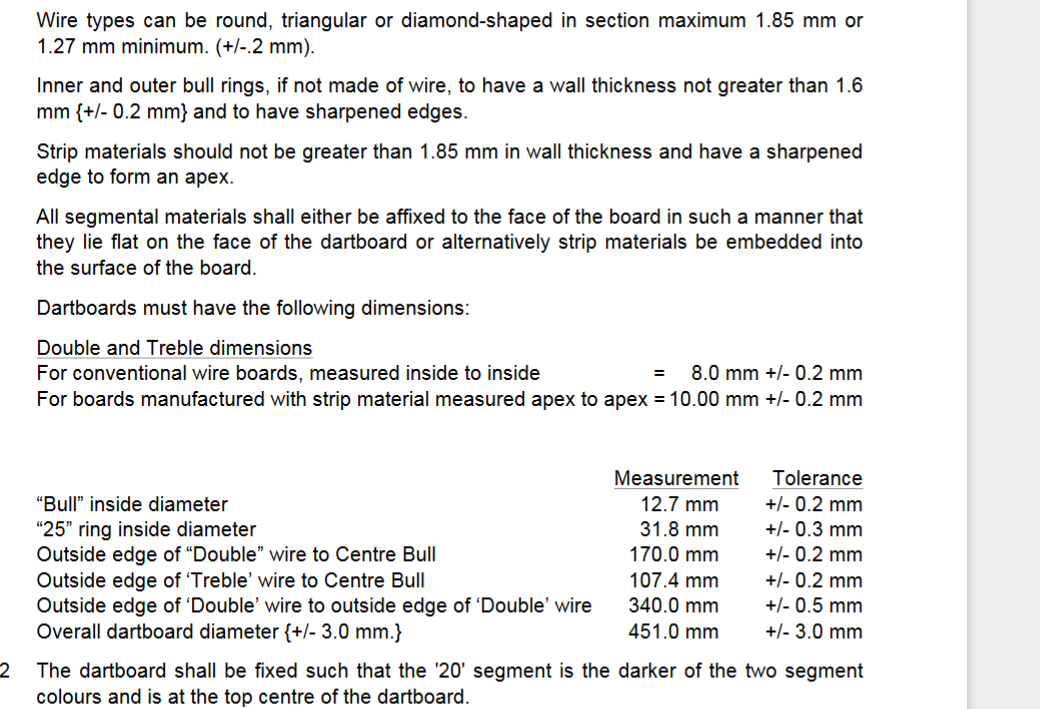 Wire types can be round, triangular or diamond-shaped in section maximum 1.85 mm or
1.27 mm minimum. (+/-.2 mm).
Inner and outer bull rings, if not made of wire, to have a wall thickness not greater than 1.6
mm {+/- 0.2 mm} and to have sharpened edges.
Strip materials should not be greater than 1.85 mm in wall thickness and have a sharpened
edge to form an apex.
All segmental materials shall either be affixed to the face of the board in such a manner that
they lie flat on the face of the dartboard or alternatively strip materials be embedded into
the surface of the board.
Dartboards must have the following dimensions:
Double and Treble dimensions
For conventional wire boards, measured inside to inside = 8.0 mm +/- 0.2 mm
For boards manufactured with strip material measured apex to apex = 10.00 mm +/- 0.2 mm
Measurement Tolerance
“Bull” inside diameter 12.7 mm +/- 0.2 mm
“25” ring inside diameter 31.8 mm +/- 0.3 mm
Outside edge of “Double” wire to Centre Bull 170.0 mm +/- 0.2 mm
Outside edge of ‘Treble’ wire to Centre Bull 107.4 mm +/- 0.2 mm
Outside edge of ‘Double’ wire to outside edge of ‘Double’ wire 340.0 mm +/- 0.5 mm
Overall dartboard diameter {+/- 3.0 mm.} 451.0 mm +/- 3.0 mm
2 The dartboard shall be fixed such that the '20' segment is the darker of the two segment
colours and is at the top centre of the dartboard.